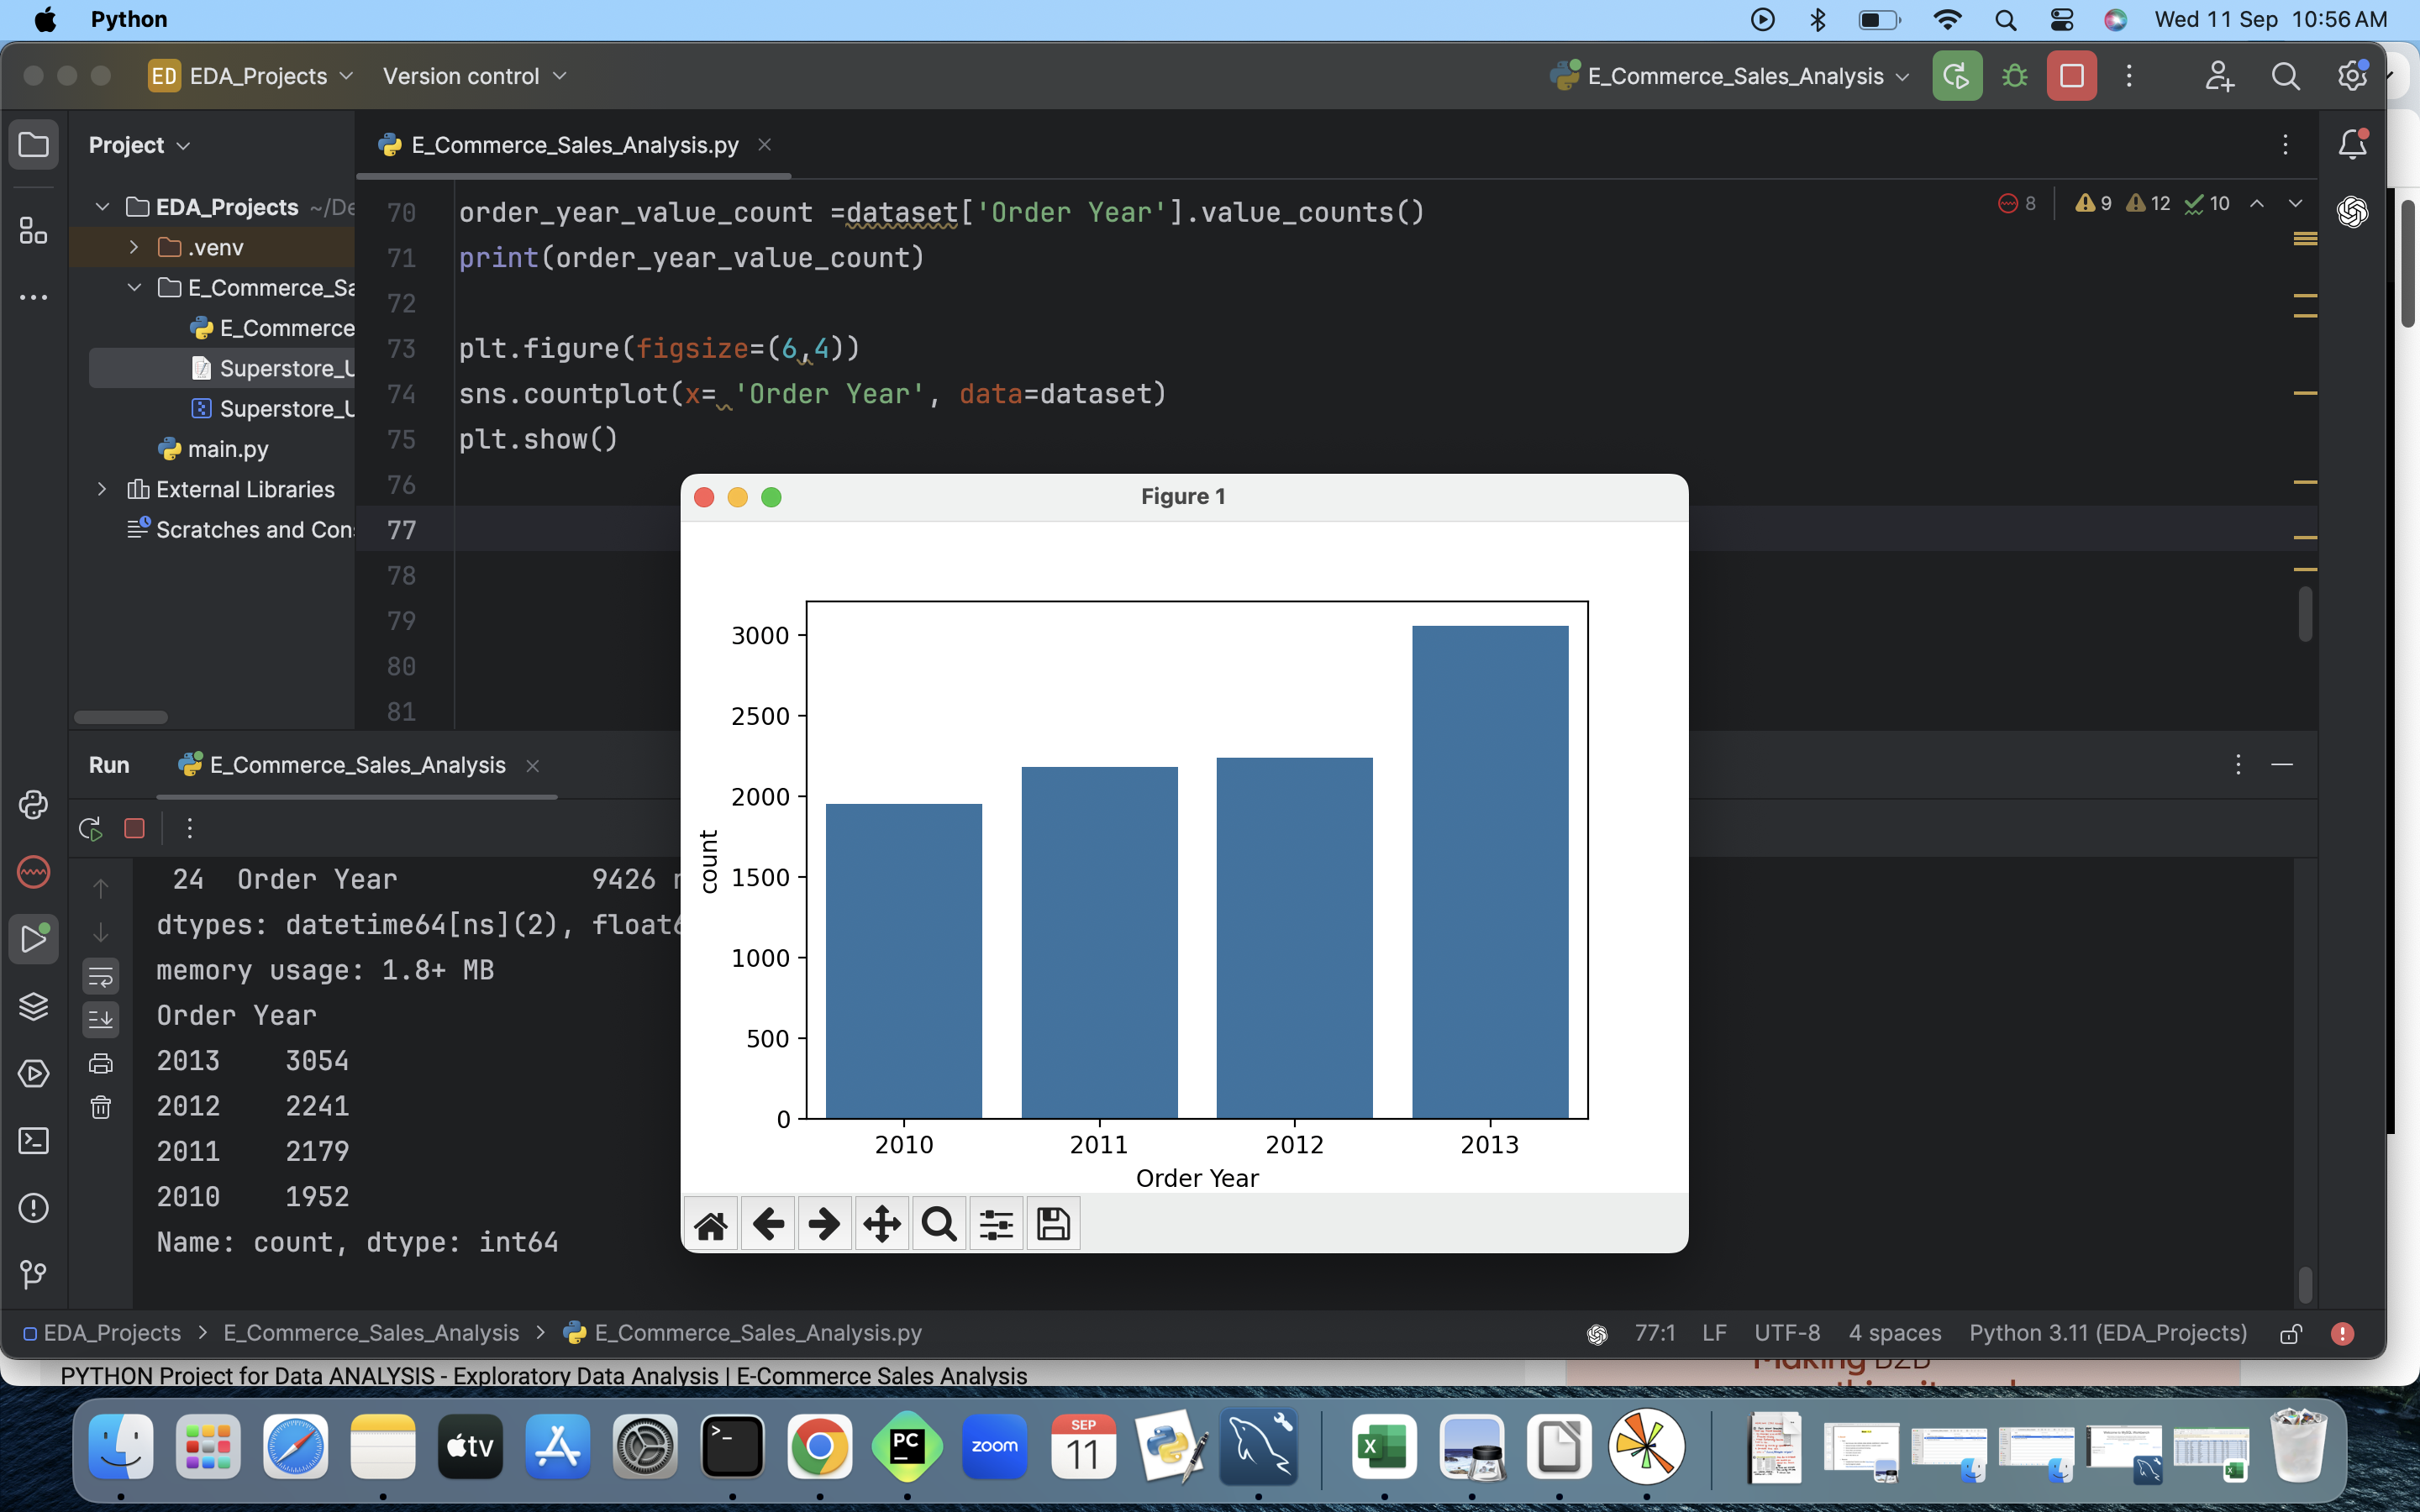 Python
Wed 11 Sep 10:56 AM
ED EDA_Projects
Version control
E_Commerce_Sales_Analysis
Project
E_Commerce_Sales_Analysis.py
EDA_Projects ~/De
.venv
E_Commerce_Sa
E_Commerce
Superstore_U
Superstore_U
main.py
External Libraries
Scratches and Con
8 9 12 10
70 order_year_value_count =dataset['Order Year'].value_counts()
71 print(order_year_value_count)
72
73 plt.figure(figsize=(6,4))
74 sns.countplot(x= 'Order Year', data=dataset)
75 plt.show()
76
77
78
79
80
81
Figure 1
3000
2500
2000
1500
1000
500
0
count
2010 2011 2012 2013
Order Year
Run
E_Commerce_Sales_Analysis
24 Order Year 9426
dtypes: datetime64[ns](2), float6
memory usage: 1.8+ MB
Order Year
2013 3054
2012 2241
2011 2179
2010 1952
Name: count, dtype: int64
EDA_Projects > E_Commerce_Sales_Analysis > E_Commerce_Sales_Analysis.py
77:1 LF UTF-8 4 spaces Python 3.11 (EDA_Projects)
PYTHON Project for Data ANALYSIS - Exploratory Data Analysis | E-Commerce Sales Analysis
Making B2B
tv
PC
zoom
SEP
11
X